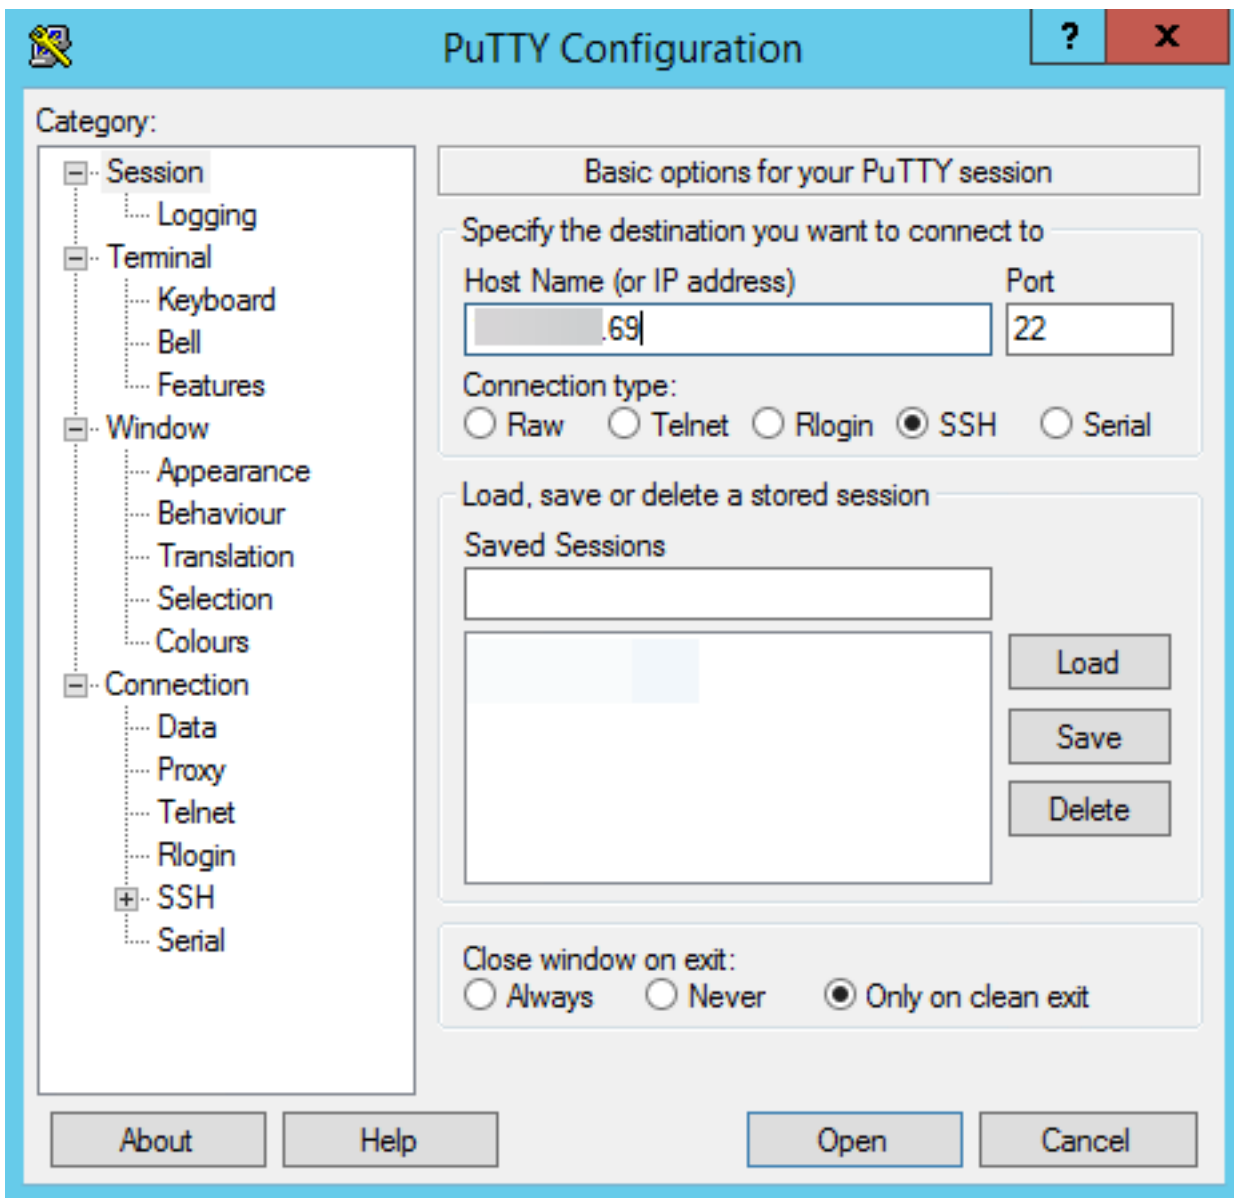 PuTTY Configuration
?
x
Category:
Session
Logging
Terminal
Keyboard
Bell
Features
Window
Appearance
Behaviour
Translation
Selection
Colours
Connection
Data
Proxy
Telnet
Rlogin
SSH
Serial
Basic options for your PuTTY session
Specify the destination you want to connect to
Host Name (or IP address) Port
.69 22
Connection type:
Raw Telnet Rlogin SSH Serial
Load, save or delete a stored session
Saved Sessions
Load
Save
Delete
Close window on exit:
Always Never Only on clean exit
About Help Open Cancel